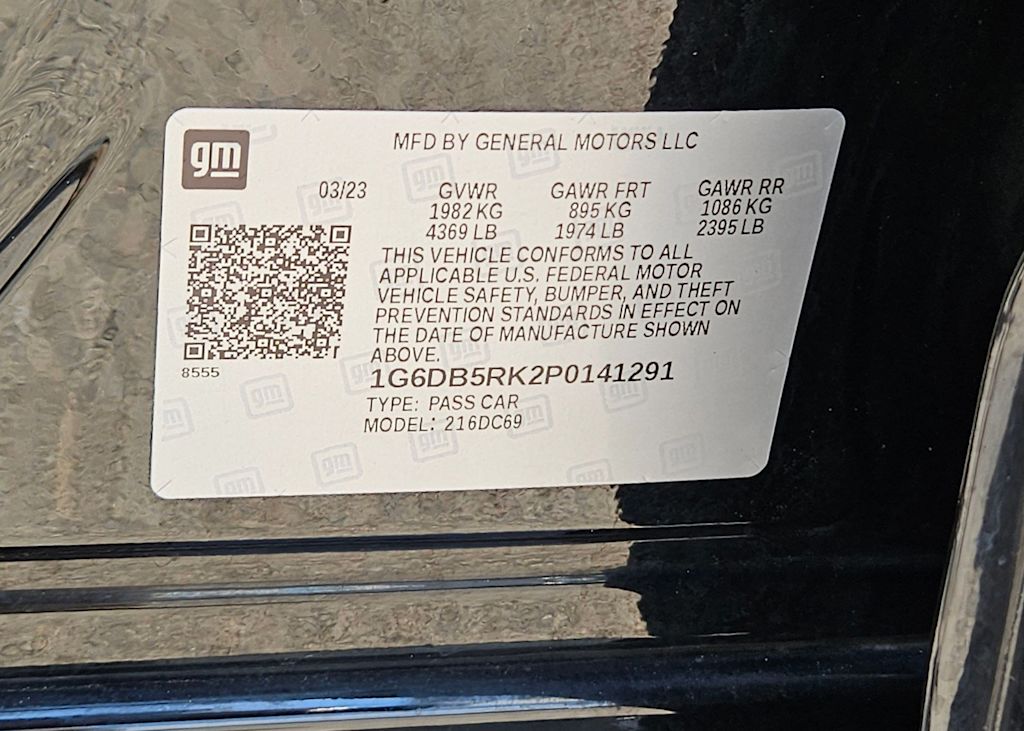 gm
MFD BY GENERAL MOTORS LLC
03/23 GVWR GAWR FRT GAWR RR
1982 KG 895 KG 1086 KG
4369 LB 1974 LB 2395 LB
THIS VEHICLE CONFORMS TO ALL
APPLICABLE U.S. FEDERAL MOTOR
VEHICLE SAFETY, BUMPER, AND THEFT
PREVENTION STANDARDS IN EFFECT ON
THE DATE OF MANUFACTURE SHOWN
ABOVE.
8555
1G6DB5RK2P0141291
TYPE: PASS CAR
MODEL: 216DC69